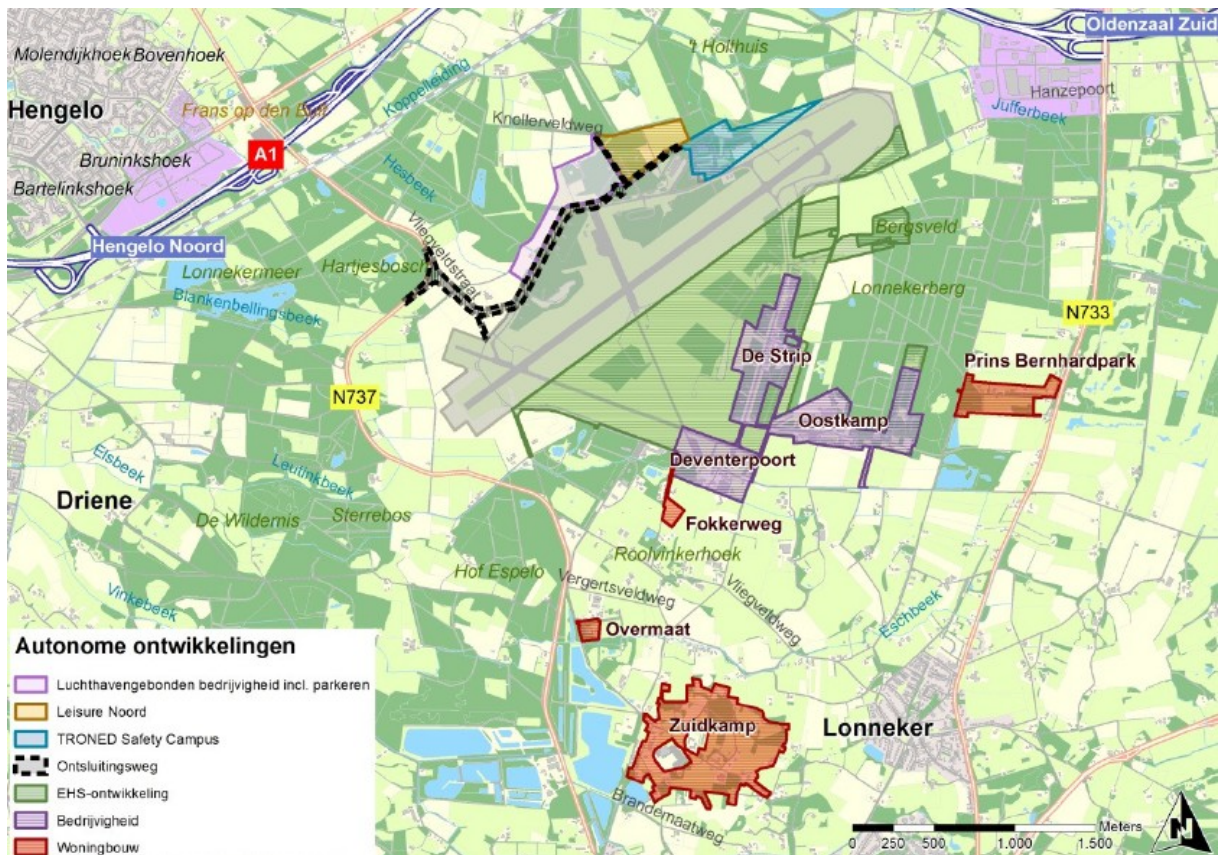 Oldenzaal Zuid
Molendijkhoek
Bovenhoek
't Holthuis
Koppelleiding
Hanzepoort
Hengelo
Frans op den Bult
Knollerveldweg
Juffertbeek
A1
Bruninkshoek
Bartelinkshoek
Hesbeek
Vliegveldstraat
Bergsveld
Hengelo Noord
Lonnekermeer
Hartjesbosch
Blankenbellingsbeek
Lonnekerberg
N733
De Strip
Prins Bernhardpark
N737
Oostkamp
Deventerpoort
Elsbeek
Leutinkbeek
Driene
De Wildernis
Sterrebos
Fokkerweg
Roolvinkerhoek
Hof Espelo
Vergertsveldweg
Vliegveldweg
Vinkebeek
Eschbeek
Overmaat
Zuidkamp
Lonneker
Brandemaatweg
Autonome ontwikkelingen
Luchthavengebonden bedrijvigheid incl. parkeren
Leisure Noord
TRONED Safety Campus
Ontsluitingsweg
EHS-ontwikkeling
Bedrijvigheid
Woningbouw
Meters
0 250 500 1.000 1.500
N